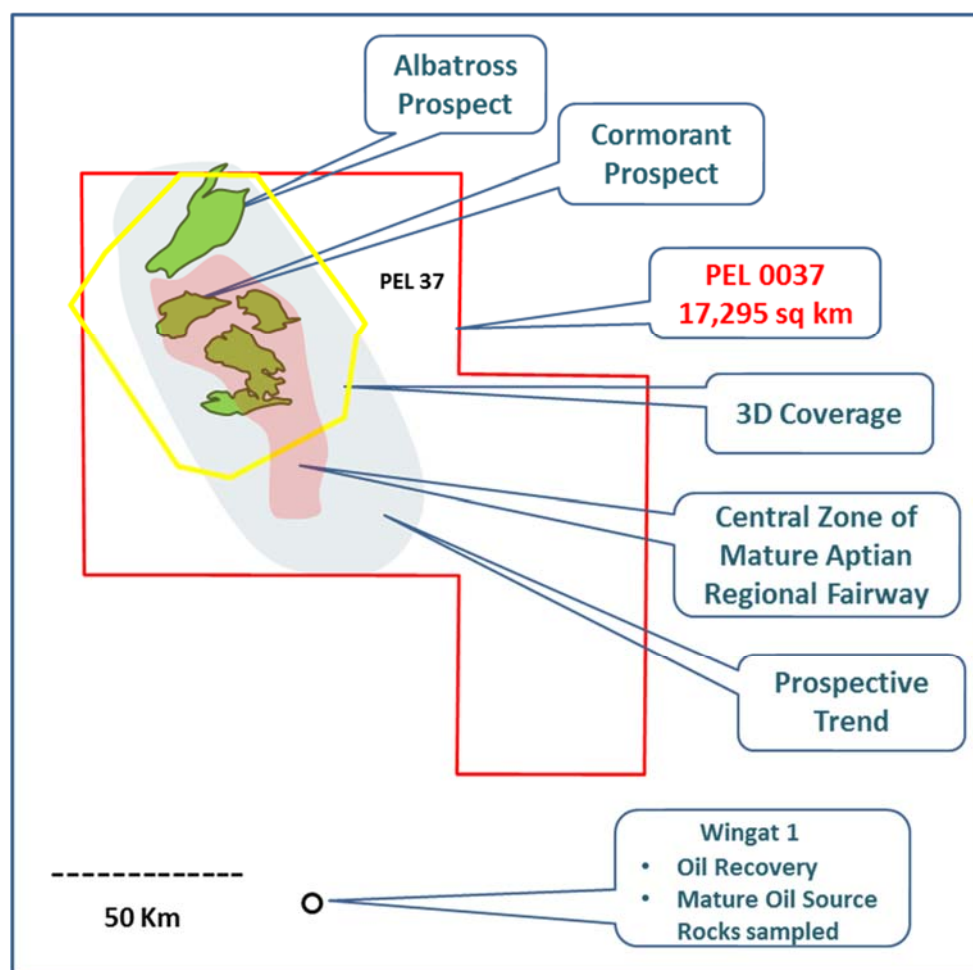 Albatross
Prospect
Cormorant
Prospect
PEL 37
PEL 0037
17,295 sq km
3D Coverage
Central Zone of
Mature Aptian
Regional Fairway
Prospective
Trend
Wingat 1
• Oil Recovery
• Mature Oil Source
Rocks sampled
50 Km